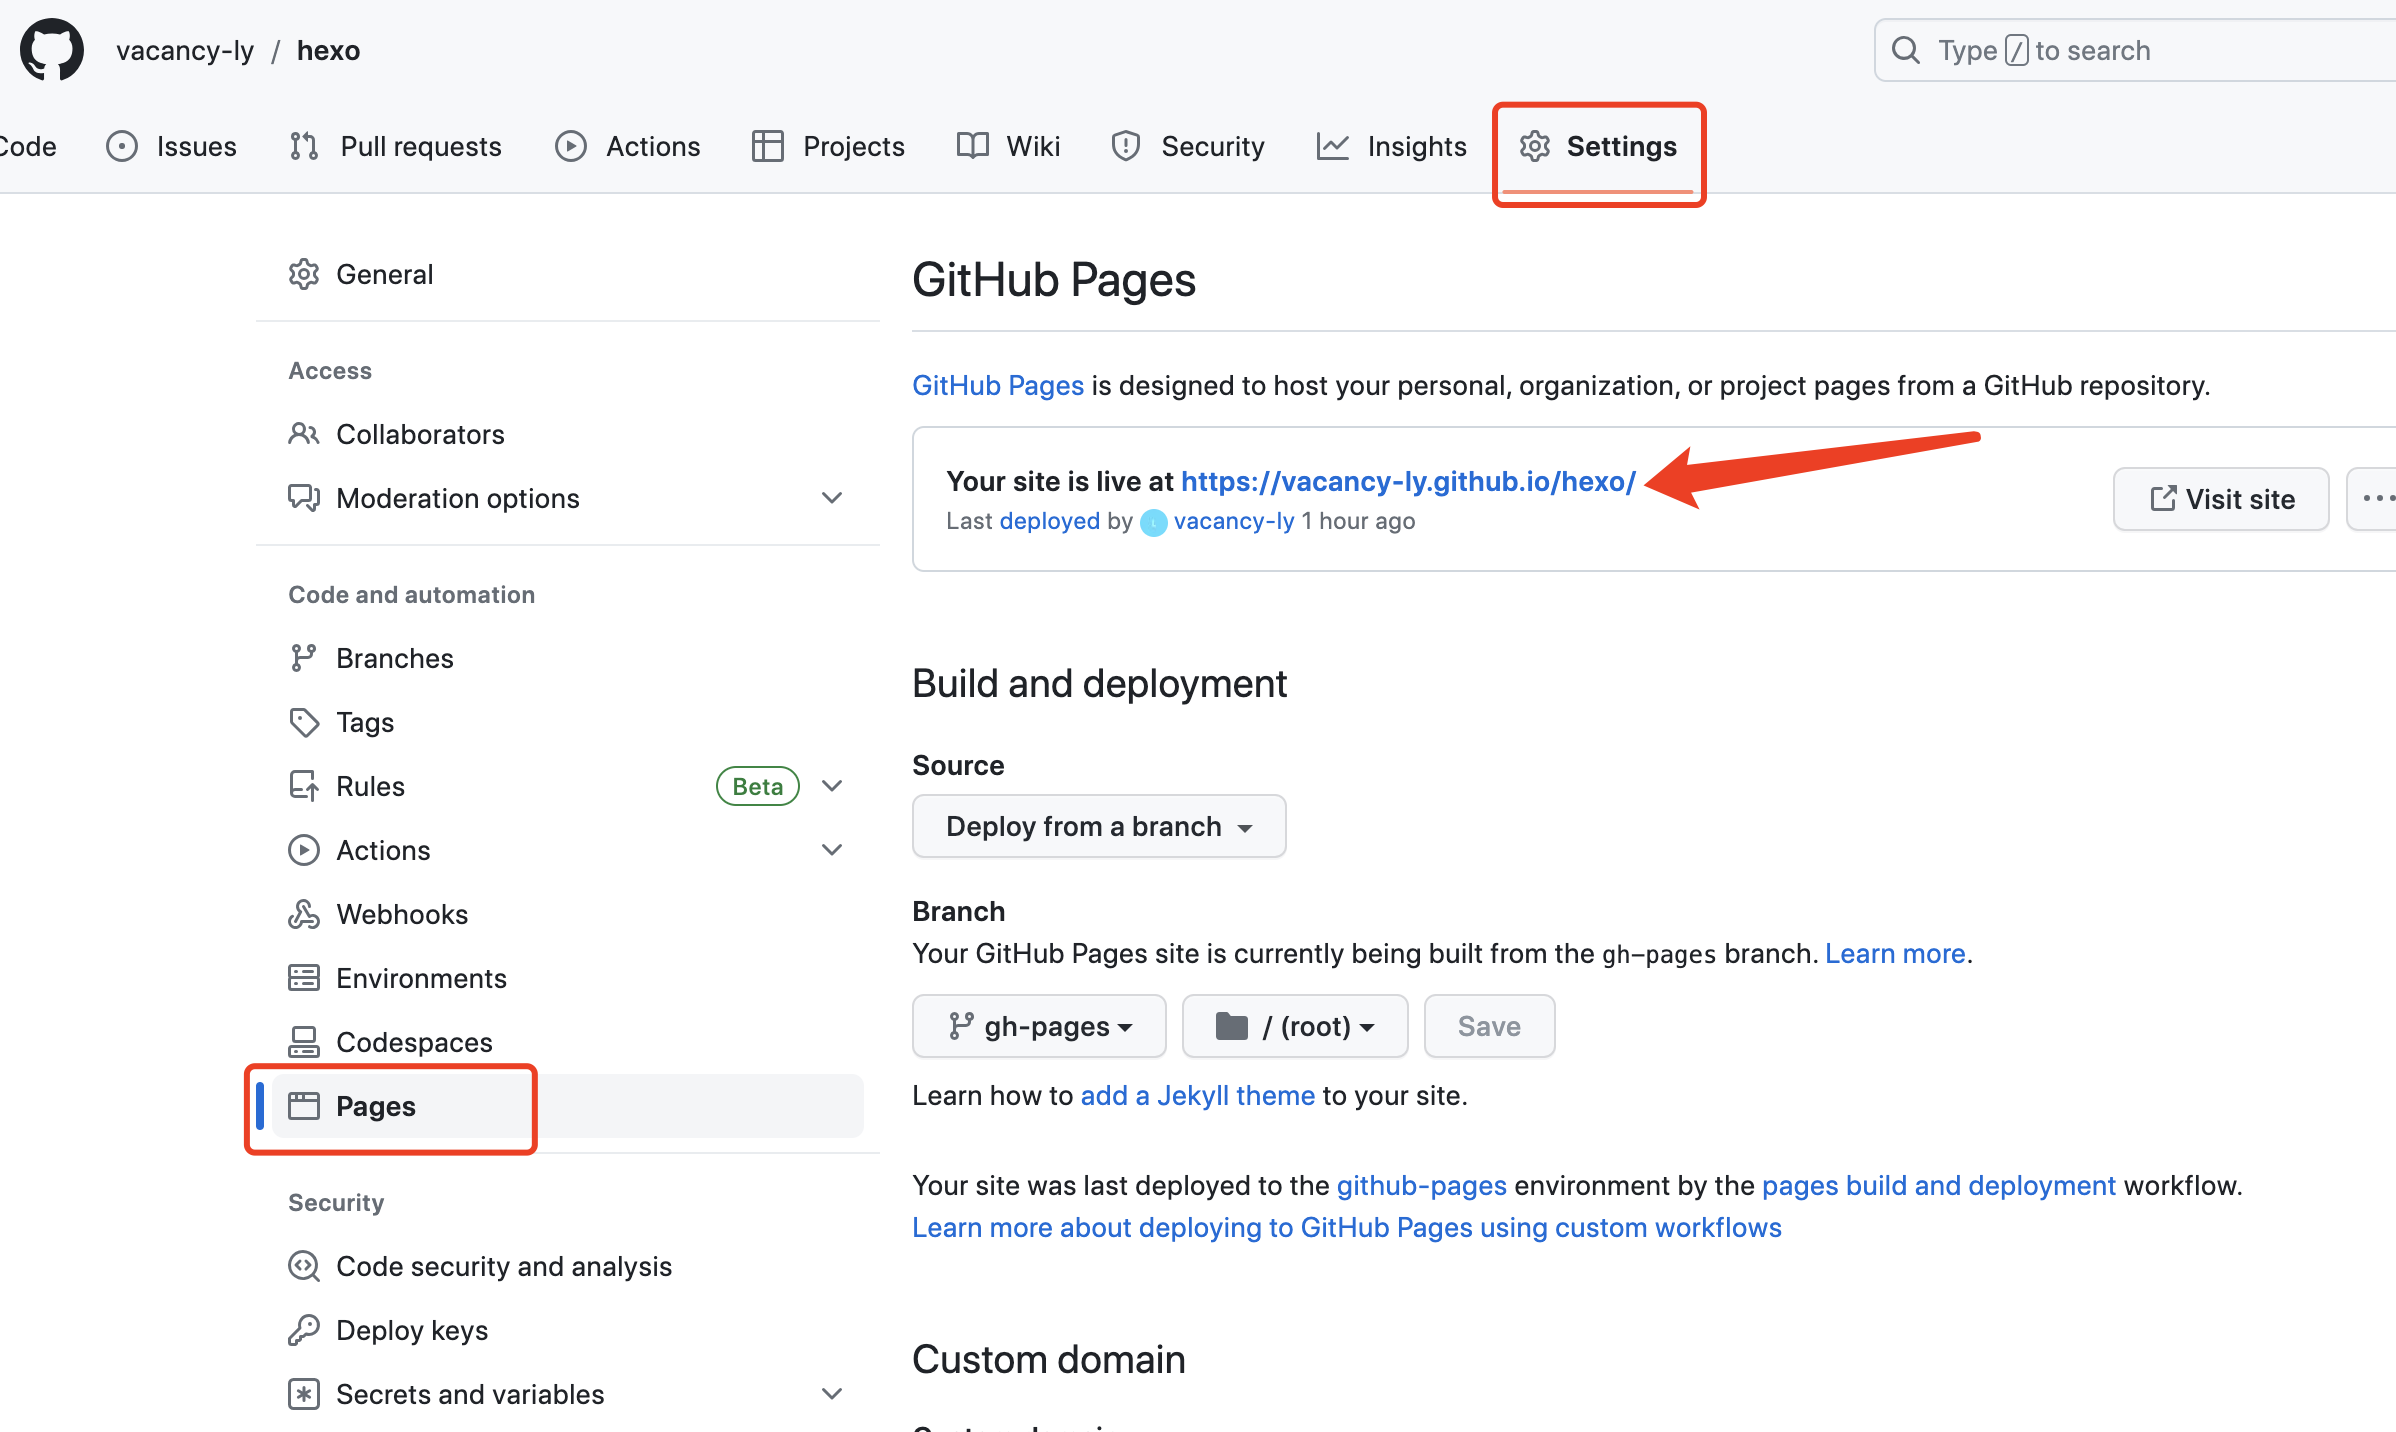 vacancy-ly / hexo
Type / to search
Code Issues Pull requests Actions Projects Wiki Security Insights Settings
General
Access
Collaborators
Moderation options
Code and automation
Branches
Tags
Rules Beta
Actions
Webhooks
Environments
Codespaces
Pages
Security
Code security and analysis
Deploy keys
Secrets and variables
GitHub Pages
GitHub Pages is designed to host your personal, organization, or project pages from a GitHub repository.
Your site is live at https://vacancy-ly.github.io/hexo/
Last deployed by vacancy-ly 1 hour ago
Visit site
Build and deployment
Source
Deploy from a branch
Branch
Your GitHub Pages site is currently being built from the gh-pages branch. Learn more.
gh-pages / (root) Save
Learn how to add a Jekyll theme to your site.
Your site was last deployed to the github-pages environment by the pages build and deployment workflow.
Learn more about deploying to GitHub Pages using custom workflows
Custom domain